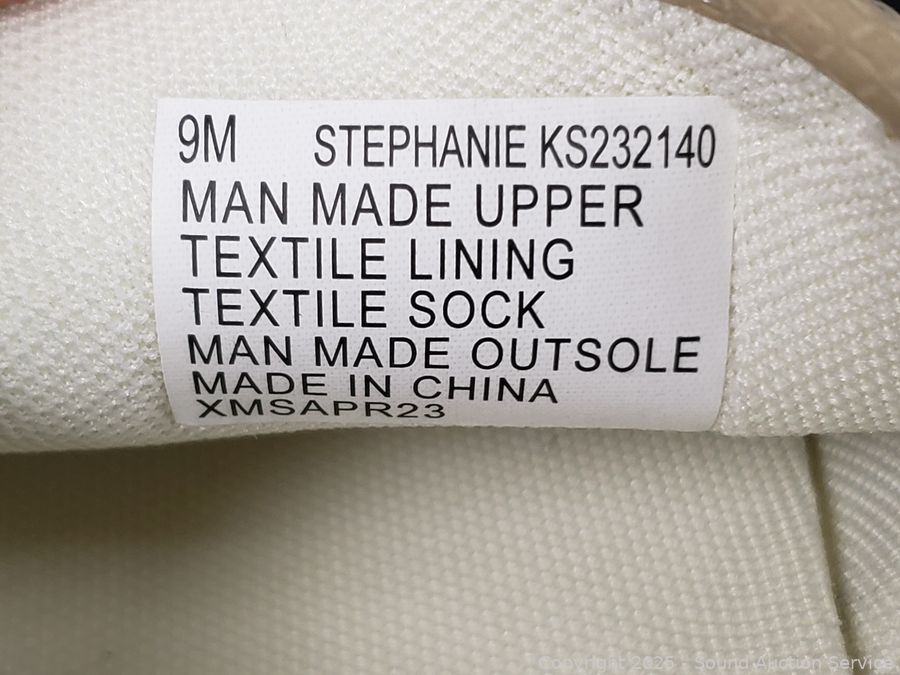 9M STEPHANIE KS232140
MAN MADE UPPER
TEXTILE LINING
TEXTILE SOCK
MAN MADE OUTSOLE
MADE IN CHINA
XMSAPR23
Copyright 2025 - Sound Auction Service